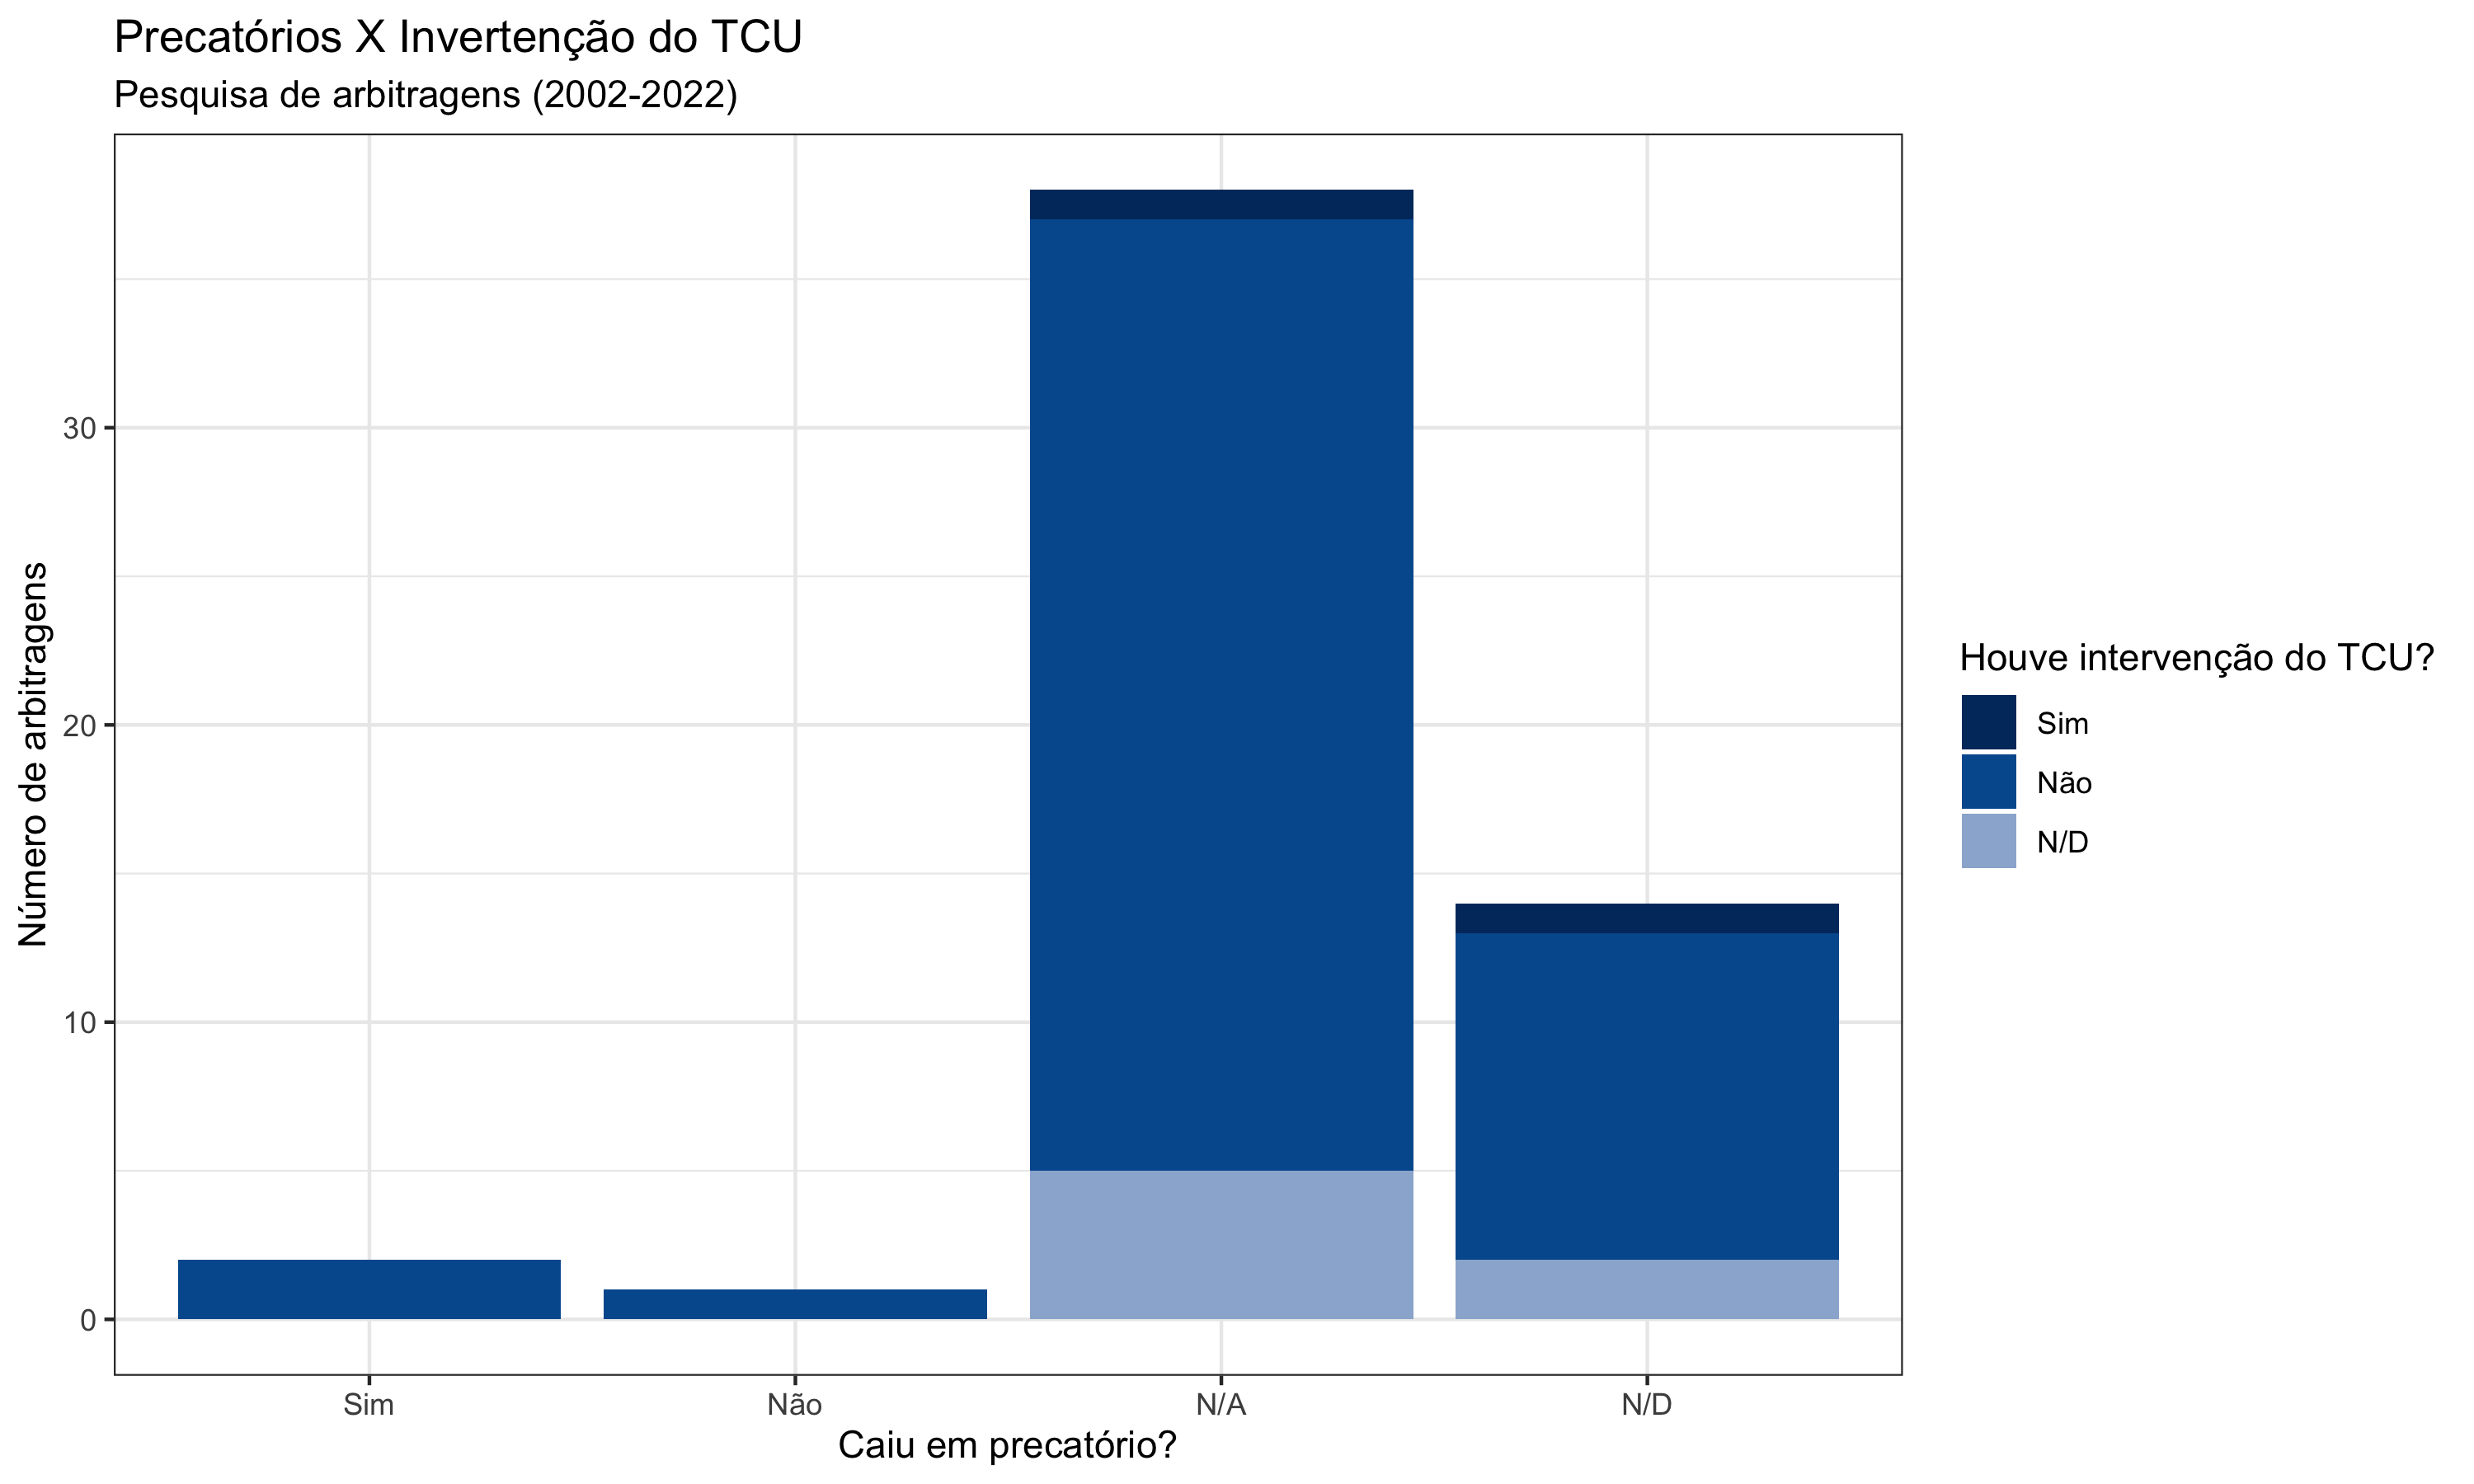 Precatórios X Invertenção do TCU
Pesquisa de arbitragens (2002-2022)
Número de arbitragens
30
20
10
0
Sim
Não
N/A
N/D
Caiu em precatório?
Houve intervenção do TCU?
Sim
Não
N/D